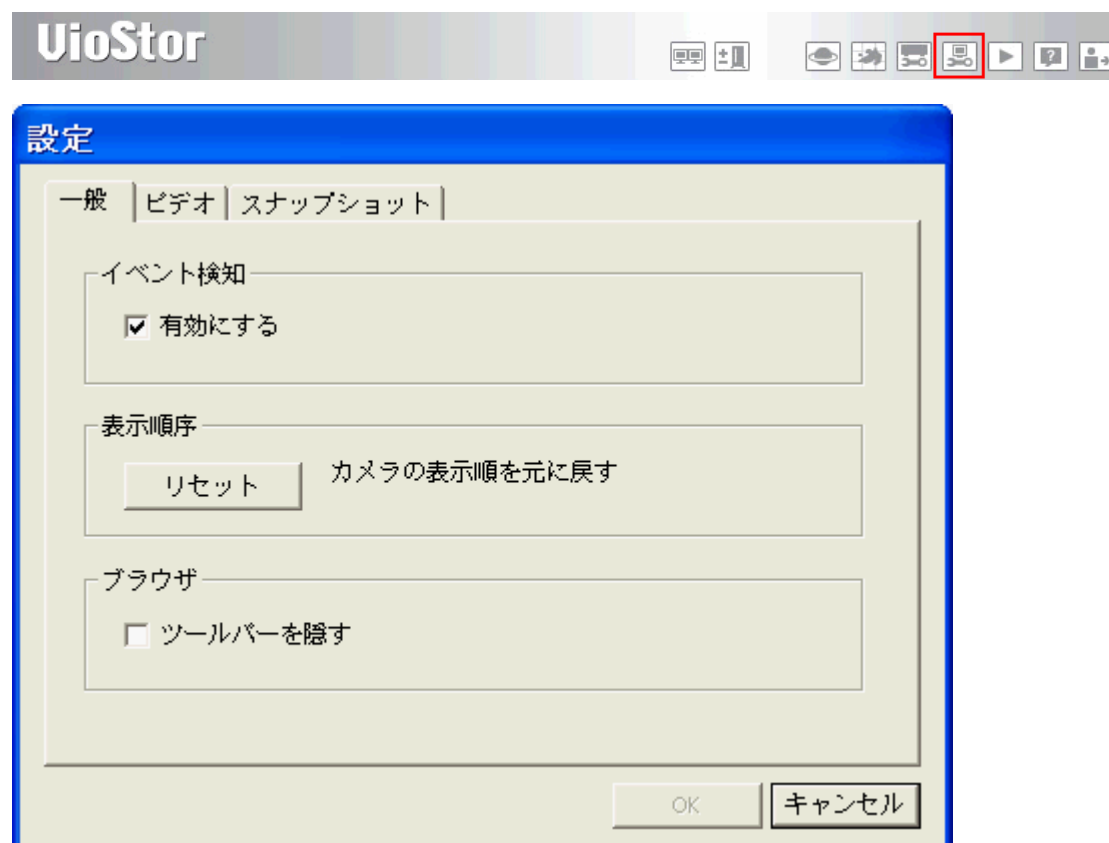 VioStor
設定
一般 ビデオ スナップショット
イベント検知
有効にする
表示順序
リセット カメラの表示順を元に戻す
ブラウザ
ツールバーを隠す
OK キャンセル